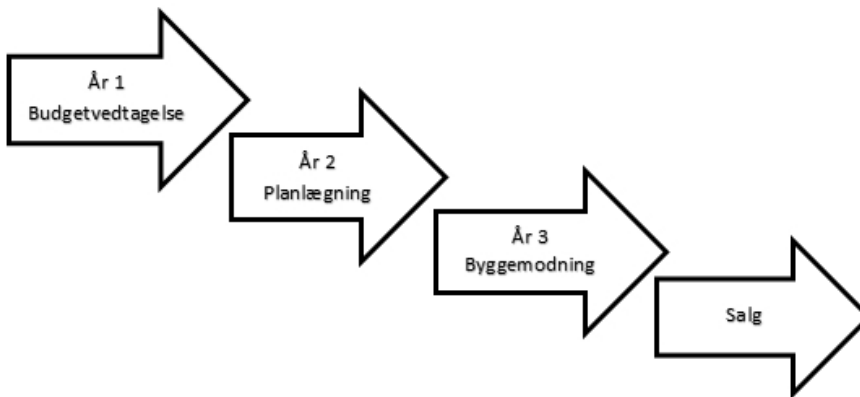 År 1
Budgetvedtagelse
År 2
Planlægning
År 3
Byggemodning
Salg